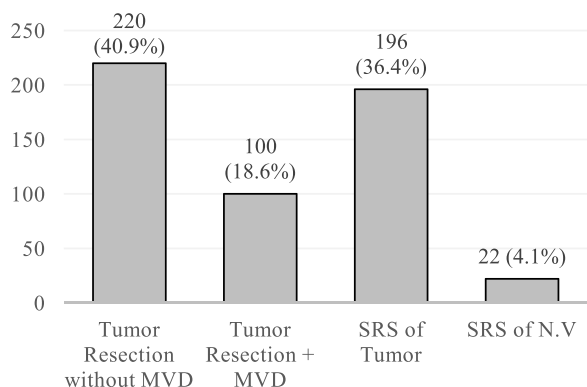 250
200
150
100
50
0
220
(40.9%)
100
(18.6%)
196
(36.4%)
22 (4.1%)
Tumor
Resection
without MVD
Tumor
Resection +
MVD
SRS of
Tumor
SRS of N.V